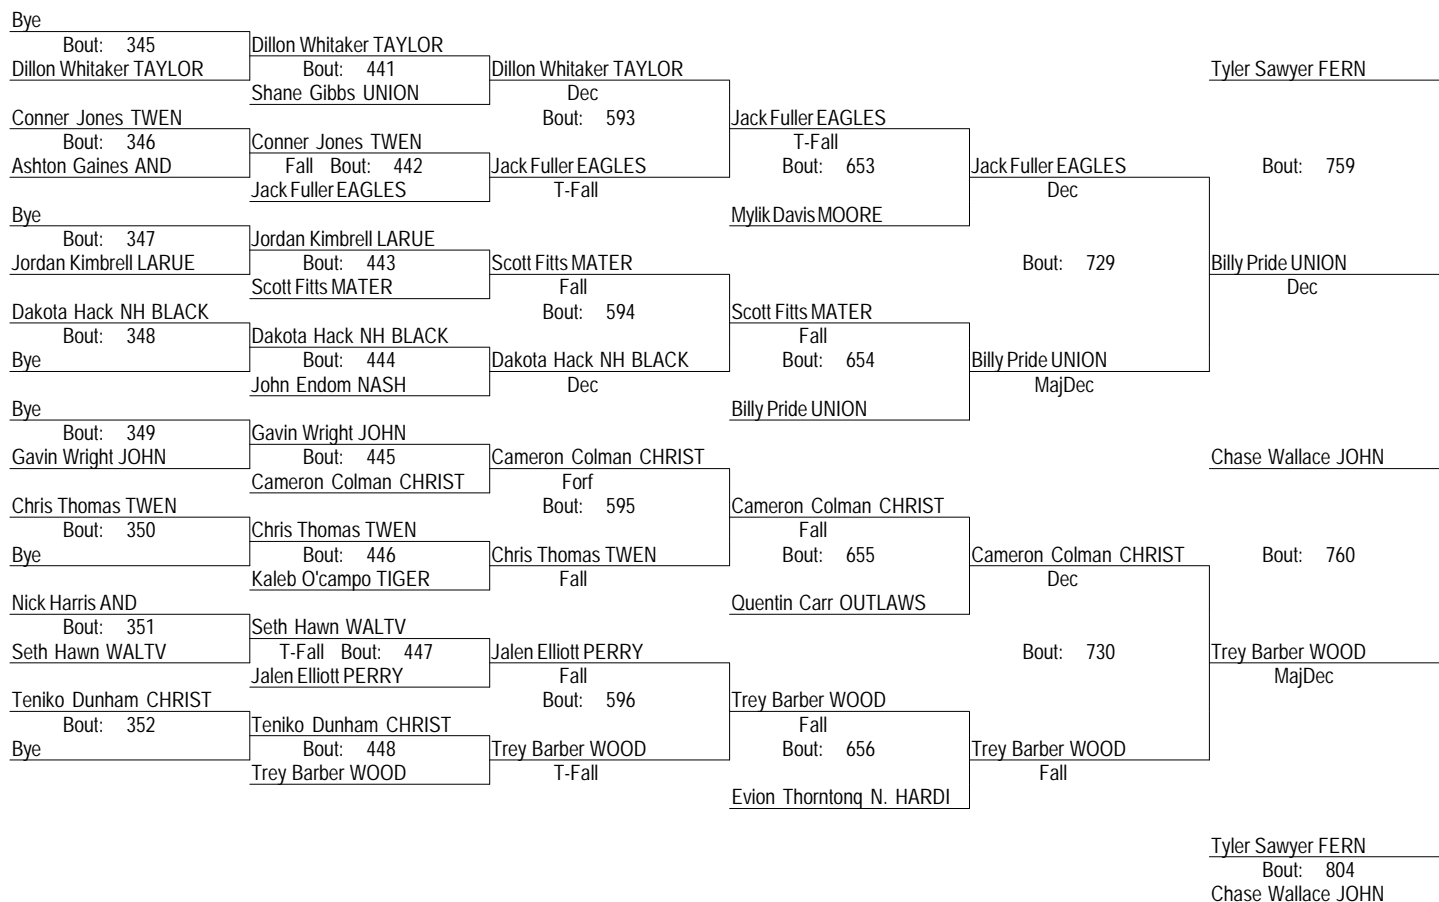 Bye
Bout: 345 Dillon Whitaker TAYLOR
Dillon Whitaker TAYLOR Bout: 441 Dillon Whitaker TAYLOR Tyler Sawyer FERN
Shane Gibbs UNION Dec
Conner Jones TWEN Bout: 593 Jack Fuller EAGLES
Bout: 346 Conner Jones TWEN T-Fall
Ashton Gaines AND Fall Bout: 442 Jack Fuller EAGLES Bout: 653 Jack Fuller EAGLES Bout: 759
Jack Fuller EAGLES T-Fall Dec
Bye Mylik Davis MOORE
Bout: 347 Jordan Kimbrell LARUE
Jordan Kimbrell LARUE Bout: 443 Scott Fitts MATER Bout: 729 Billy Pride UNION
Scott Fitts MATER Fall Dec
Dakota Hack NH BLACK Bout: 594 Scott Fitts MATER
Bout: 348 Dakota Hack NH BLACK Fall
Bye Bout: 444 Dakota Hack NH BLACK Bout: 654 Billy Pride UNION
John Endom NASH Dec MajDec
Bye Billy Pride UNION
Bout: 349 Gavin Wright JOHN
Gavin Wright JOHN Bout: 445 Cameron Colman CHRIST Chase Wallace JOHN
Cameron Colman CHRIST Forf
Chris Thomas TWEN Bout: 595 Cameron Colman CHRIST
Bout: 350 Chris Thomas TWEN Fall
Bye Bout: 446 Chris Thomas TWEN Bout: 655 Cameron Colman CHRIST Bout: 760
Kaleb O'campo TIGER Fall Dec
Nick Harris AND Quentin Carr OUTLAWS
Bout: 351 Seth Hawn WALTV
Seth Hawn WALTV T-Fall Bout: 447 Jalen Elliott PERRY Bout: 730 Trey Barber WOOD
Jalen Elliott PERRY Fall MajDec
Teniko Dunham CHRIST Bout: 596 Trey Barber WOOD
Bout: 352 Teniko Dunham CHRIST Fall
Bye Bout: 448 Trey Barber WOOD Bout: 656 Trey Barber WOOD
Trey Barber WOOD T-Fall Fall
Evion Thorntonq N. HARDI
Tyler Sawyer FERN
Bout: 804
Chase Wallace JOHN